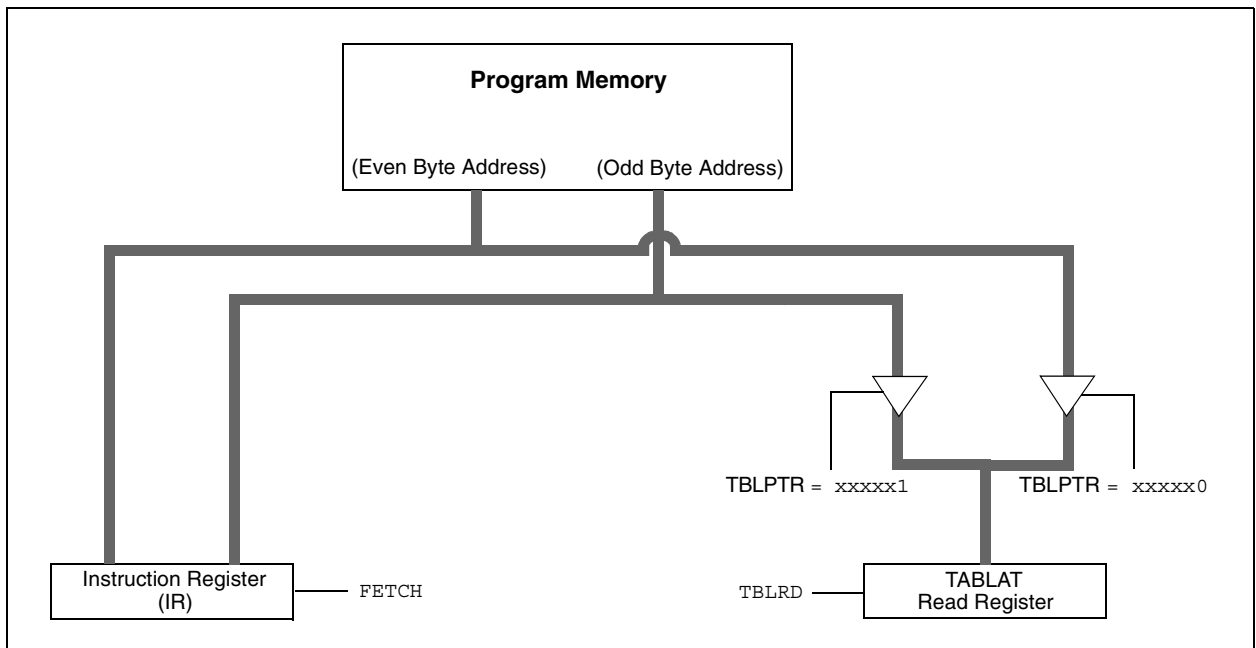 Program Memory
(Even Byte Address)
(Odd Byte Address)
TBLPTR = xxxxx1
TBLPTR = xxxxx0
Instruction Register
(IR)
FETCH
TBLRD
TABLAT
Read Register